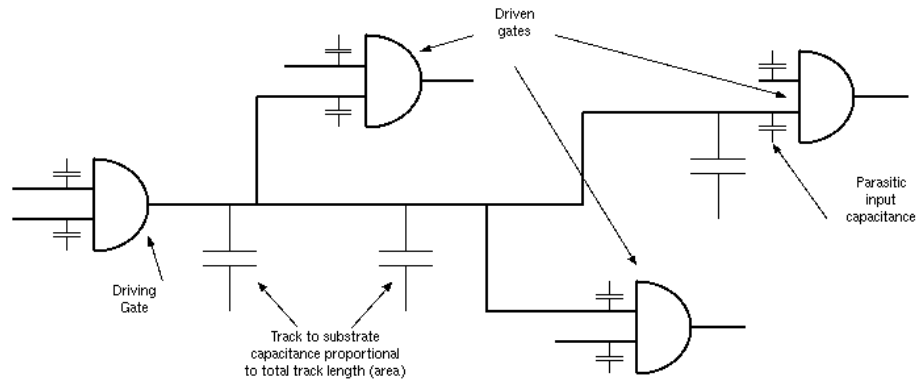 Driven
gates
Parasitic
input
capacitance
Driving
Gate
Track to substrate
capacitance proportional
to total track length (area)